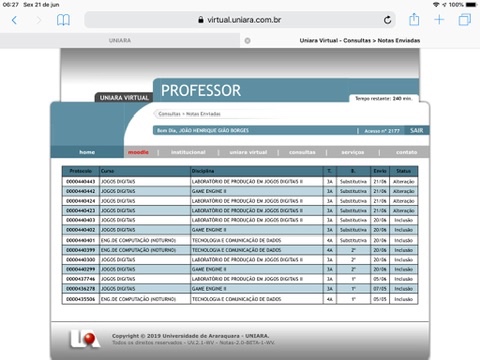 06:27 Sex 21 de jun
100%
virtual.uniara.com.br
UNIARA
Uniara Virtual - Consultas > Notas Enviadas
UNIARA VIRTUAL
PROFESSOR
Tempo restante: 240 min.
Consultas > Notas Enviadas
Bom Dia, JOÃO HENRIQUE GIÃO BORGES
| Acesso nº 2177
SAIR
home moodle | institucional | uniara virtual | consultas | serviços | contato
Protocolo Curso Disciplina T. B. Envio Status
0000440443 JOGOS DIGITAIS LABORATÓRIO DE PRODUÇÃO EM JOGOS DIGITAIS II 3A Substitutiva 21/06 Alteração
0000440442 JOGOS DIGITAIS GAME ENGINE II 3A Substitutiva 21/06 Alteração
0000440424 JOGOS DIGITAIS LABORATÓRIO DE PRODUÇÃO EM JOGOS DIGITAIS II 3A Substitutiva 21/06 Alteração
0000440423 JOGOS DIGITAIS LABORATÓRIO DE PRODUÇÃO EM JOGOS DIGITAIS II 3A Substitutiva 21/06 Alteração
0000440403 JOGOS DIGITAIS LABORATÓRIO DE PRODUÇÃO EM JOGOS DIGITAIS II 3A Substitutiva 20/06 Inclusão
0000440402 JOGOS DIGITAIS GAME ENGINE II 3A Substitutiva 20/06 Inclusão
0000440401 ENG.DE COMPUTAÇÃO (NOTURNO) TECNOLOGIA E COMUNICAÇÃO DE DADOS 4A Substitutiva 20/06 Inclusão
0000440399 ENG.DE COMPUTAÇÃO (NOTURNO) TECNOLOGIA E COMUNICAÇÃO DE DADOS 4A 2º 20/06 Inclusão
0000440300 JOGOS DIGITAIS LABORATÓRIO DE PRODUÇÃO EM JOGOS DIGITAIS II 3A 2º 20/06 Inclusão
0000440299 JOGOS DIGITAIS GAME ENGINE II 3A 2º 20/06 Inclusão
0000437746 JOGOS DIGITAIS LABORATÓRIO DE PRODUÇÃO EM JOGOS DIGITAIS II 3A 1º 20/05 Inclusão
0000436278 JOGOS DIGITAIS GAME ENGINE II 3A 1º 07/05 Inclusão
0000435506 ENG.DE COMPUTAÇÃO (NOTURNO) TECNOLOGIA E COMUNICAÇÃO DE DADOS 4A 1º 05/05 Inclusão
Copyright © 2019 Universidade de Araraquara - UNIARA.
Todos os direitos reservados - UV.2.1-WV - Notas-2.0-BETA-1-WV.